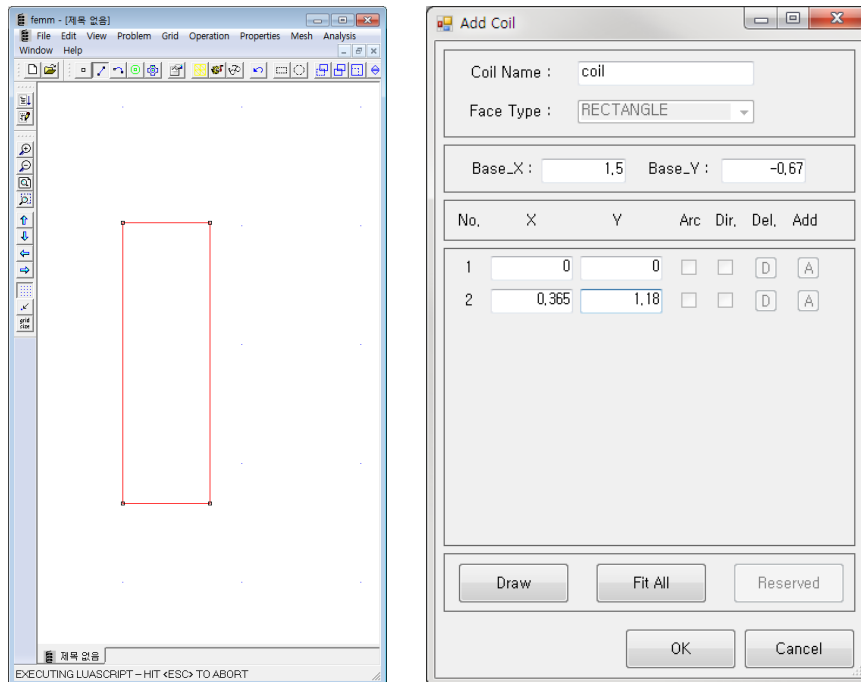 femm - [제목 없음]
File Edit View Problem Grid Operation Properties Mesh Analysis
Window Help
grid
size
제목 없음
EXECUTING LUASCRIPT - HIT <ESC> TO ABORT
Add Coil
Coil Name : coil
Face Type : RECTANGLE
Base_X : 1,5 Base_Y : -0,67
No, X Y Arc Dir, Del, Add
1 0 0 D A
2 0,365 1,18 D A
Draw Fit All Reserved
OK Cancel